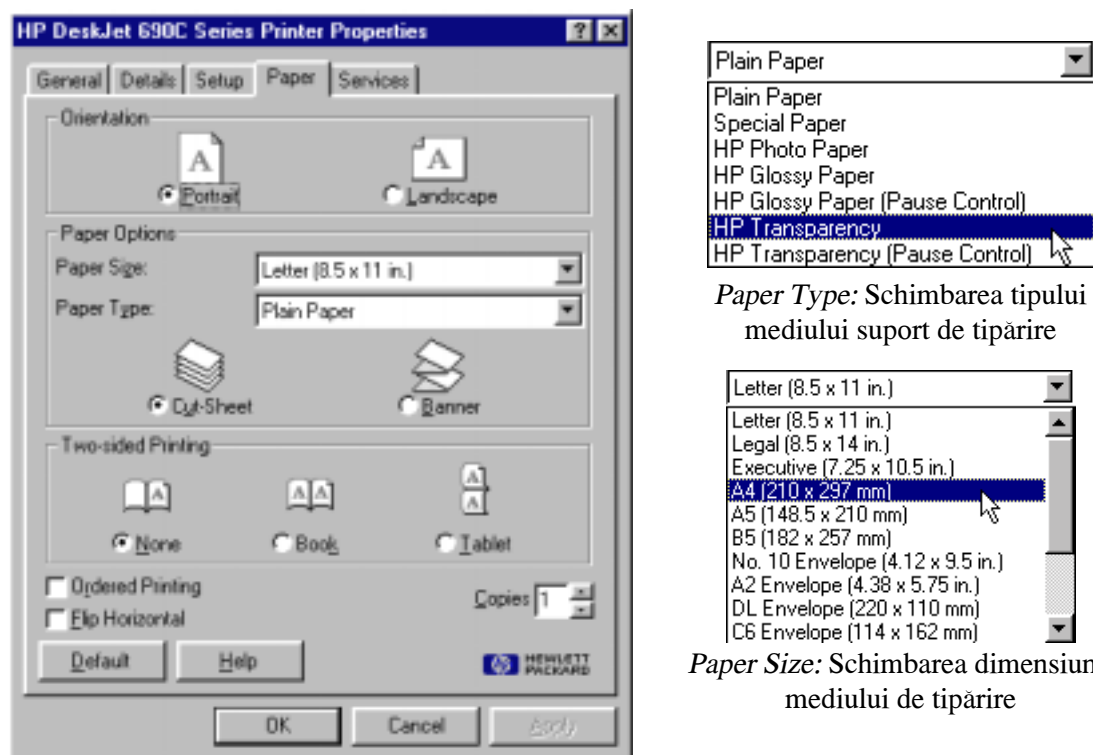 HP DeskJet 690C Series Printer Properties
General Details Setup Paper Services
Orientation
A A
Portrait Landscape
Paper Options
Paper Size: Letter (8.5 x 11 in.)
Paper Type: Plain Paper
Cut-Sheet Banner
Two-sided Printing
A A A A A
None Book Tablet
Ordered Printing
Flip Horizontal
Copies 1
Default Help
hp HEWLETT
PACKARD
OK Cancel Apply
Plain Paper
Plain Paper
Special Paper
HP Photo Paper
HP Glossy Paper
HP Glossy Paper (Pause Control)
HP Transparency
HP Transparency (Pause Control)
Paper Type: Schimbarea tipului
mediului suport de tipărire
Letter (8.5 x 11 in.)
Letter (8.5 x 11 in.)
Legal (8.5 x 14 in.)
Executive (7.25 x 10.5 in.)
A4 (210 x 297 mm)
A5 (148.5 x 210 mm)
B5 (182 x 257 mm)
No. 10 Envelope (4.12 x 9.5 in.)
A2 Envelope (4.38 x 5.75 in.)
DL Envelope (220 x 110 mm)
C6 Envelope (114 x 162 mm)
Paper Size: Schimbarea dimensiun
mediului de tipărire